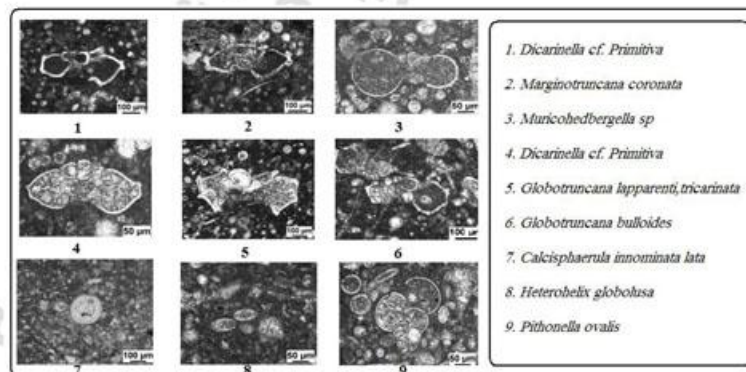 100 µm
100 µm
50 µm
1
2
3
50 µm
100 µm
100 µm
4
5
6
100 µm
50 µm
50 µm
7
8
9
1. Dicarinella cf. Primitiva
2. Marginotruncana coronata
3. Muricohedbergella sp
4. Dicarinella cf. Primitiva
5. Globotruncana lapparenti,tricarinata
6. Globotruncana bulloides
7. Calcisphaerula innominata lata
8. Heterohelix globolusa
9. Pithonella ovalis